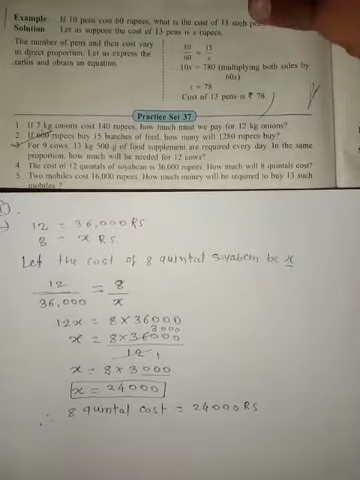 Example If 10 pens cost 60 rupees, what is the cost of 13 such pens
Solution Let us suppose the cost of 13 pens is x rupees.
The number of pens and their cost vary
in direct proportion. Let us express the
ratios and obtain an equation.
10/60 = 13/x
10x = 780 (multiplying both sides by
60x)
x = 78
Cost of 13 pens is ₹ 78.
Practice Set 37
1. If 7 kg onions cost 140 rupees, how much must we pay for 12 kg onions?
2. If 600 rupees buy 15 bunches of feed, how many will 1280 rupees buy?
3. For 9 cows, 13 kg 500 g of food supplement are required every day. In the same
proportion, how much will be needed for 12 cows?
4. The cost of 12 quintals of soyabean is 36,000 rupees. How much will 8 quintals cost?
5. Two mobiles cost 16,000 rupees. How much money will be required to buy 13 such
mobiles ?
12 = 36,000 RS
8 = x RS.
Let the cost of 8 quintal soyabem be x
12/36,000 = 8/x
12x = 8 × 36000
3000
x = 8 × 36000/12 1
x = 8 × 3000
x = 24000
∴ 8 quintal cost = 24000 RS